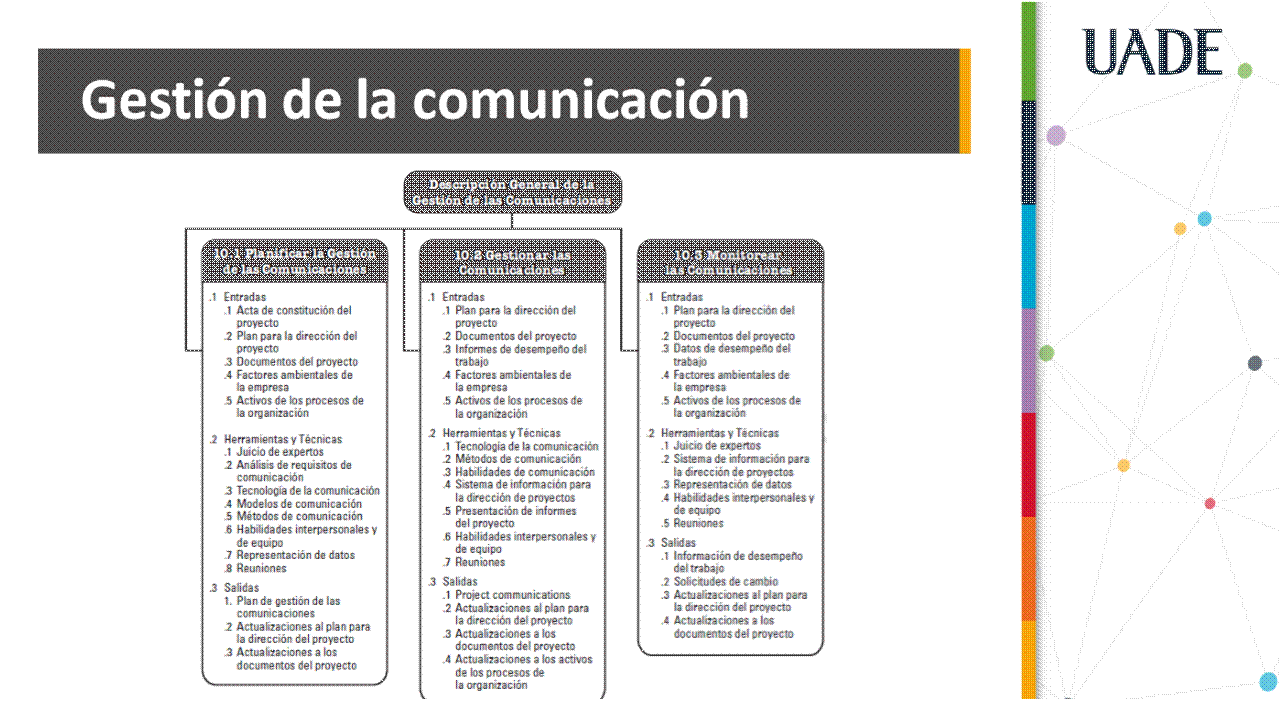 Gestión de la comunicación
UADE
Descripción General de la
Gestión de las Comunicaciones
10.1 Planificar la Gestión
de las Comunicaciones
.1 Entradas
.1 Acta de constitución del
proyecto
.2 Plan para la dirección del
proyecto
.3 Documentos del proyecto
.4 Factores ambientales de
la empresa
.5 Activos de los procesos de
la organización
.2 Herramientas y Técnicas
.1 Juicio de expertos
.2 Análisis de requisitos de
comunicación
.3 Tecnología de la comunicación
.4 Modelos de comunicación
.5 Métodos de comunicación
.6 Habilidades interpersonales y
de equipo
.7 Representación de datos
.8 Reuniones
.3 Salidas
1. Plan de gestión de las
comunicaciones
.2 Actualizaciones al plan para
la dirección del proyecto
.3 Actualizaciones a los
documentos del proyecto
10.2 Gestionar las
Comunicaciones
.1 Entradas
.1 Plan para la dirección del
proyecto
.2 Documentos del proyecto
.3 Informes de desempeño del
trabajo
.4 Factores ambientales de
la empresa
.5 Activos de los procesos de
la organización
.2 Herramientas y Técnicas
.1 Tecnología de la comunicación
.2 Métodos de comunicación
.3 Habilidades de comunicación
.4 Sistema de información para
la dirección de proyectos
.5 Presentación de informes
del proyecto
.6 Habilidades interpersonales y
de equipo
.7 Reuniones
.3 Salidas
.1 Project communications
.2 Actualizaciones al plan para
la dirección del proyecto
.3 Actualizaciones a los
documentos del proyecto
.4 Actualizaciones a los activos
de los procesos de
la organización
10.3 Monitorear
las Comunicaciones
.1 Entradas
.1 Plan para la dirección del
proyecto
.2 Documentos del proyecto
.3 Datos de desempeño del
trabajo
.4 Factores ambientales de
la empresa
.5 Activos de los procesos de
la organización
.2 Herramientas y Técnicas
.1 Juicio de expertos
.2 Sistema de información para
la dirección de proyectos
.3 Representación de datos
.4 Habilidades interpersonales y
de equipo
.5 Reuniones
.3 Salidas
.1 Información de desempeño
del trabajo
.2 Solicitudes de cambio
.3 Actualizaciones al plan para
la dirección del proyecto
.4 Actualizaciones a los
documentos del proyecto